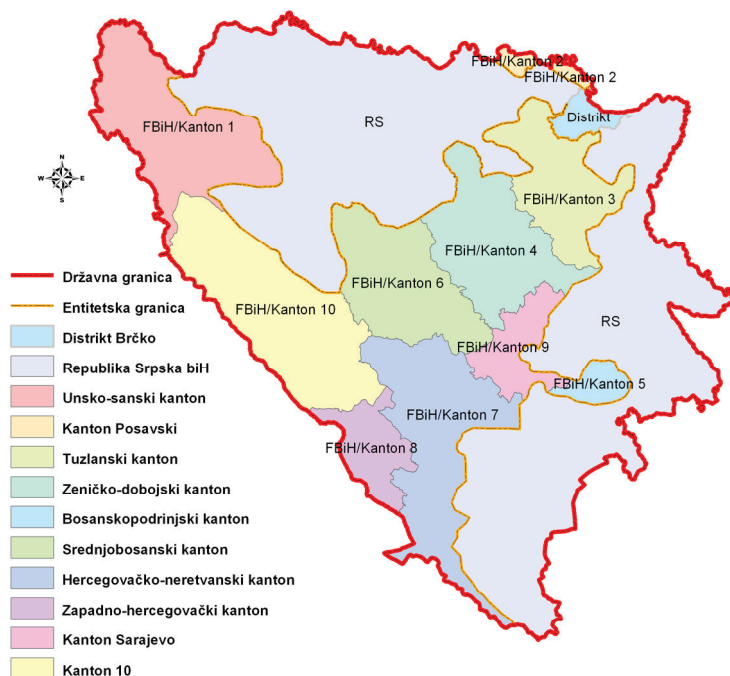 FBiH/Kanton 2
FBiH/Kanton 2
Distrikt
FBiH/Kanton 1
RS
N
W E
S
FBiH/Kanton 3
FBiH/Kanton 4
FBiH/Kanton 6
FBiH/Kanton 10
RS
FBiH/Kanton 9
FBiH/Kanton 5
FBiH/Kanton 7
FBiH/Kanton 8
Državna granica
Entitetska granica
Distrikt Brčko
Republika Srpska biH
Unsko-sanski kanton
Kanton Posavski
Tuzlanski kanton
Zeničko-dobojski kanton
Bosanskopodrinjski kanton
Srednjobosanski kanton
Hercegovačko-neretvanski kanton
Zapadno-hercegovački kanton
Kanton Sarajevo
Kanton 10